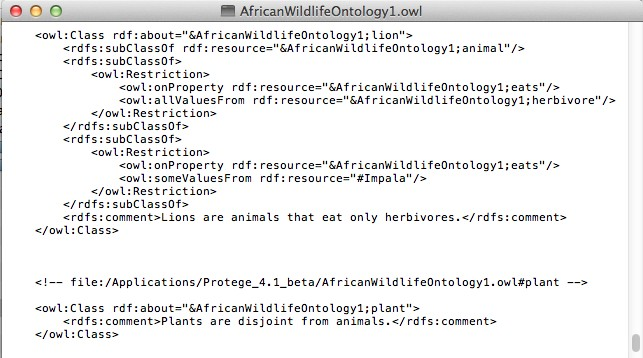 AfricanWildlifeOntology1.owl
<owl:Class rdf:about="&AfricanWildlifeOntology1;lion">
<rdfs:subClassOf rdf:resource="&AfricanWildlifeOntology1;animal"/>
<rdfs:subClassOf>
<owl:Restriction>
<owl:onProperty rdf:resource="&AfricanWildlifeOntology1;eats"/>
<owl:allValuesFrom rdf:resource="&AfricanWildlifeOntology1;herbivore"/>
</owl:Restriction>
</rdfs:subClassOf>
<rdfs:subClassOf>
<owl:Restriction>
<owl:onProperty rdf:resource="&AfricanWildlifeOntology1;eats"/>
<owl:someValuesFrom rdf:resource="#Impala"/>
</owl:Restriction>
</rdfs:subClassOf>
<rdfs:comment>Lions are animals that eat only herbivores.</rdfs:comment>
</owl:Class>
<!-- file:/Applications/Protege_4.1_beta/AfricanWildlifeOntology1.owl#plant -->
<owl:Class rdf:about="&AfricanWildlifeOntology1;plant">
<rdfs:comment>Plants are disjoint from animals.</rdfs:comment>
</owl:Class>